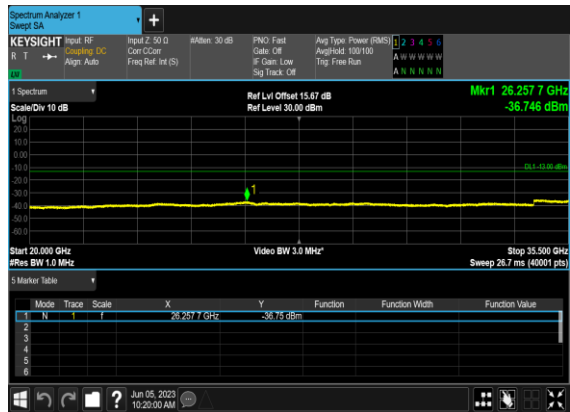 Spectrum Analyzer 1
Swept SA
+
KEYSIGHT
R T
Input: RF
Coupling: DC
Align: Auto
Input Z: 50 Ω
Corr CCorr
Freq Ref: Int (S)
#Atten: 30 dB
PNO: Fast
Gate: Off
IF Gain: Low
Sig Track: Off
Avg Type: Power (RMS)
Avg|Hold: 100/100
Trig: Free Run
1 2 3 4 5 6
A W W W W W
A N N N N N
1 Spectrum
Scale/Div 10 dB
Ref Lvl Offset 15.67 dB
Ref Level 30.00 dBm
Mkr1 26.257 7 GHz
-36.746 dBm
Log
20.0
10.0
0.00
-10.0
-20.0
-30.0
-40.0
-50.0
-60.0
DL1 -13.00 dBm
1
Start 20.000 GHz
#Res BW 1.0 MHz
Video BW 3.0 MHz*
Stop 35.500 GHz
Sweep 26.7 ms (40001 pts)
5 Marker Table
Mode Trace Scale X Y Function Function Width Function Value
1 N 1 f 26.257 7 GHz -36.75 dBm
2
3
4
5
6
?
Jun 05, 2023
10:20:00 AM